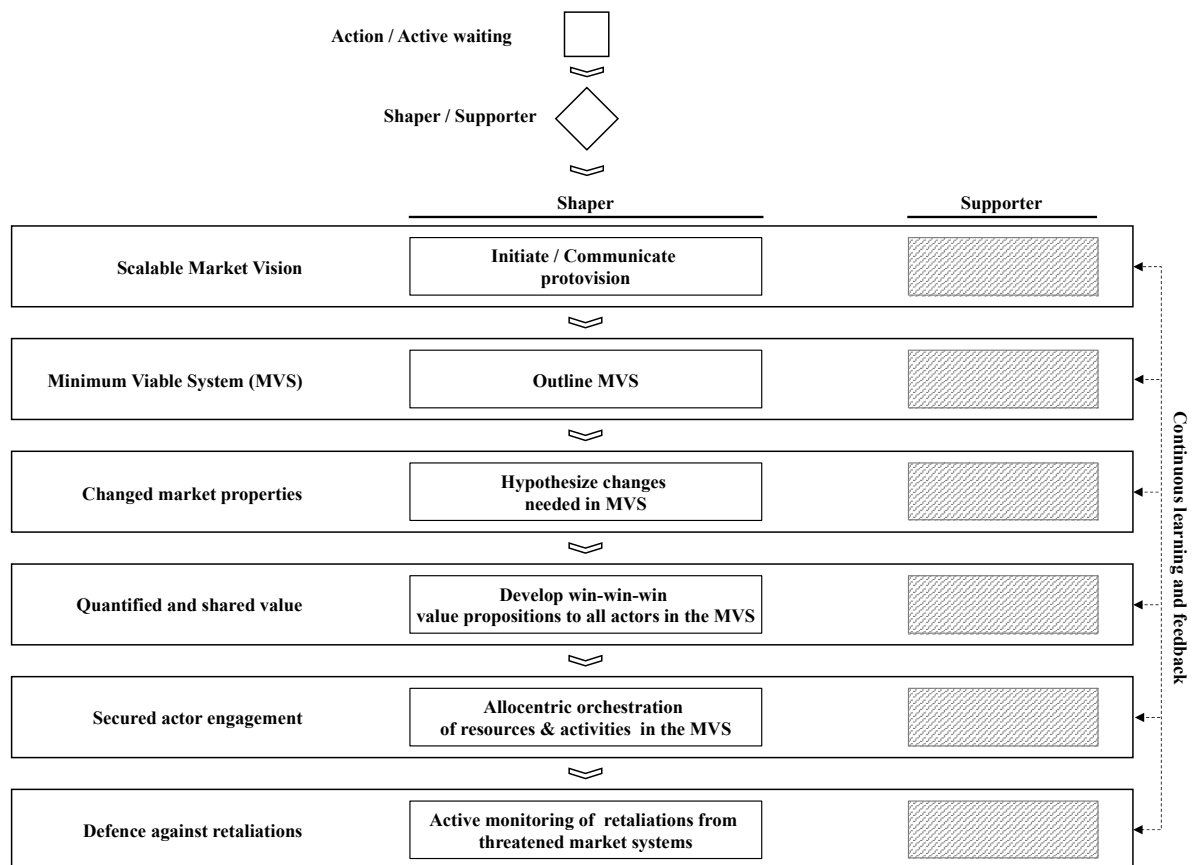 Action / Active waiting
Shaper / Supporter
Shaper
Supporter
Scalable Market Vision
Initiate / Communicate
protovision
Minimum Viable System (MVS)
Outline MVS
Changed market properties
Hypothesize changes
needed in MVS
Quantified and shared value
Develop win-win-win
value propositions to all actors in the MVS
Secured actor engagement
Allocentric orchestration
of resources & activities in the MVS
Defence against retaliations
Active monitoring of retaliations from
threatened market systems
Continuous learning and feedback